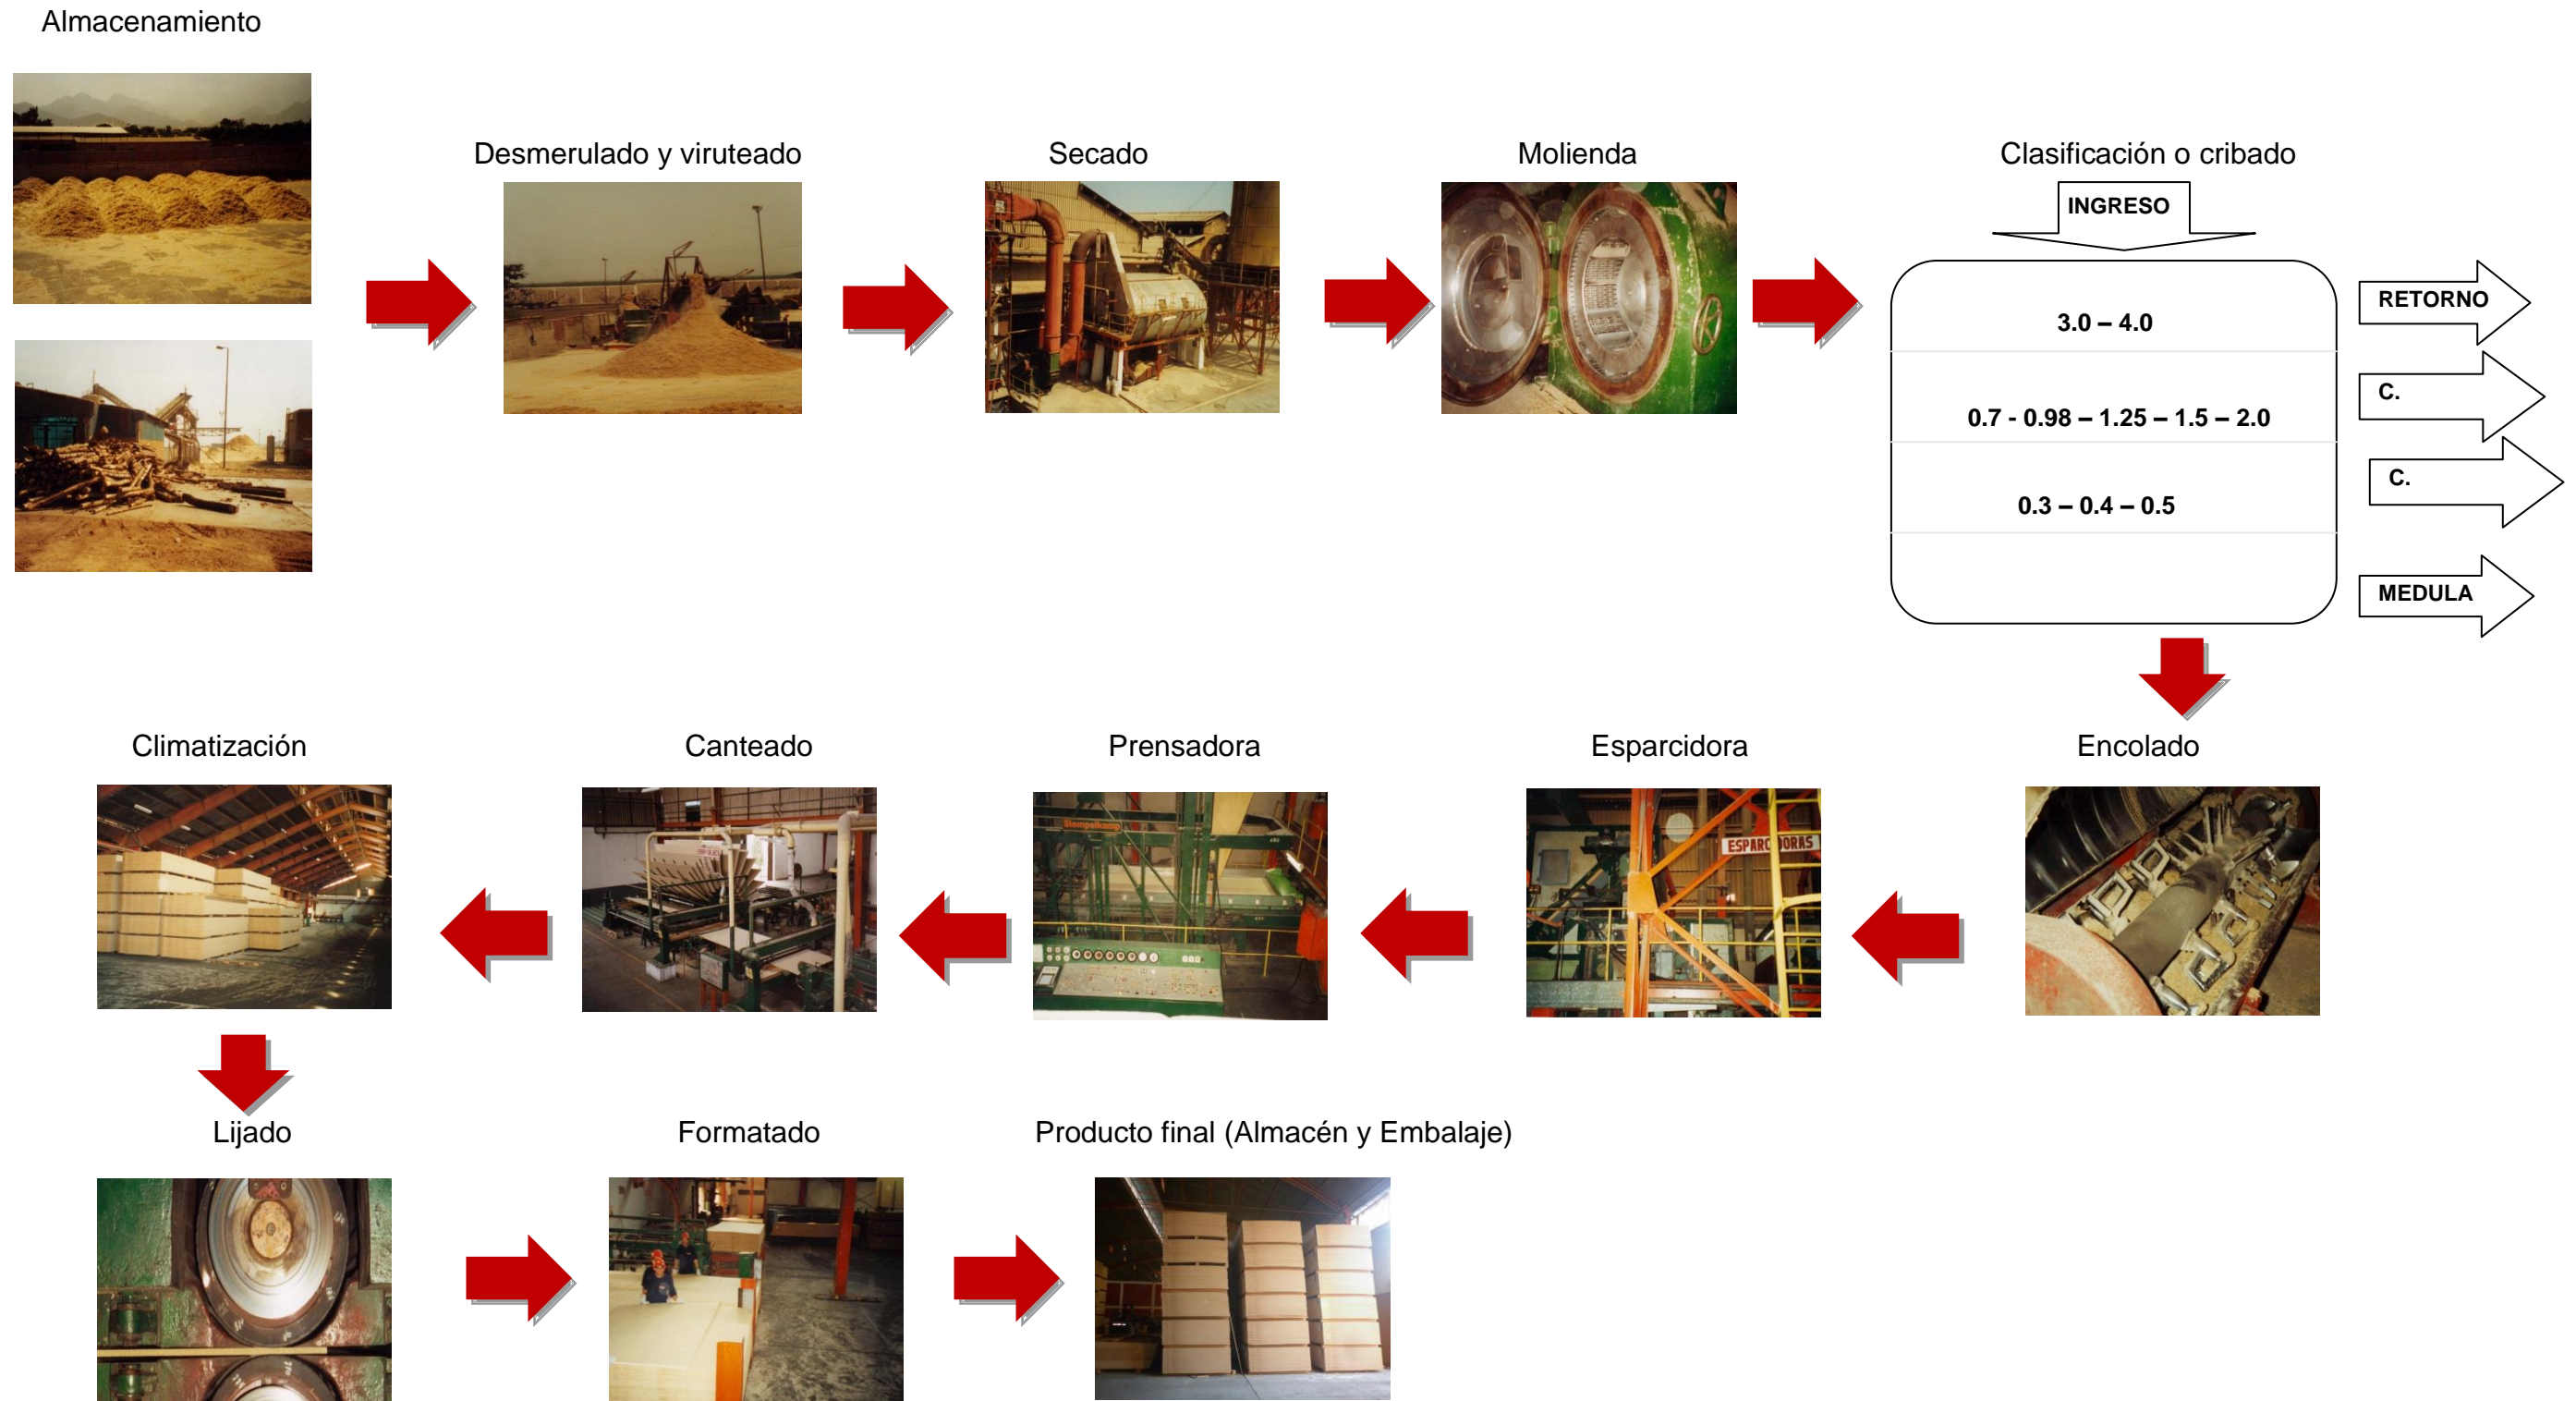 Almacenamiento
Desmerulado y viruteado
Secado
Molienda
Clasificación o cribado
INGRESO
3.0 – 4.0
RETORNO
0.7 - 0.98 – 1.25 – 1.5 – 2.0
C.
0.3 – 0.4 – 0.5
C.
MEDULA
Climatización
Canteado
Prensadora
Esparcidora
Encolado
Siempelkamp
ESPARCIDORAS
Lijado
Formatado
Producto final (Almacén y Embalaje)